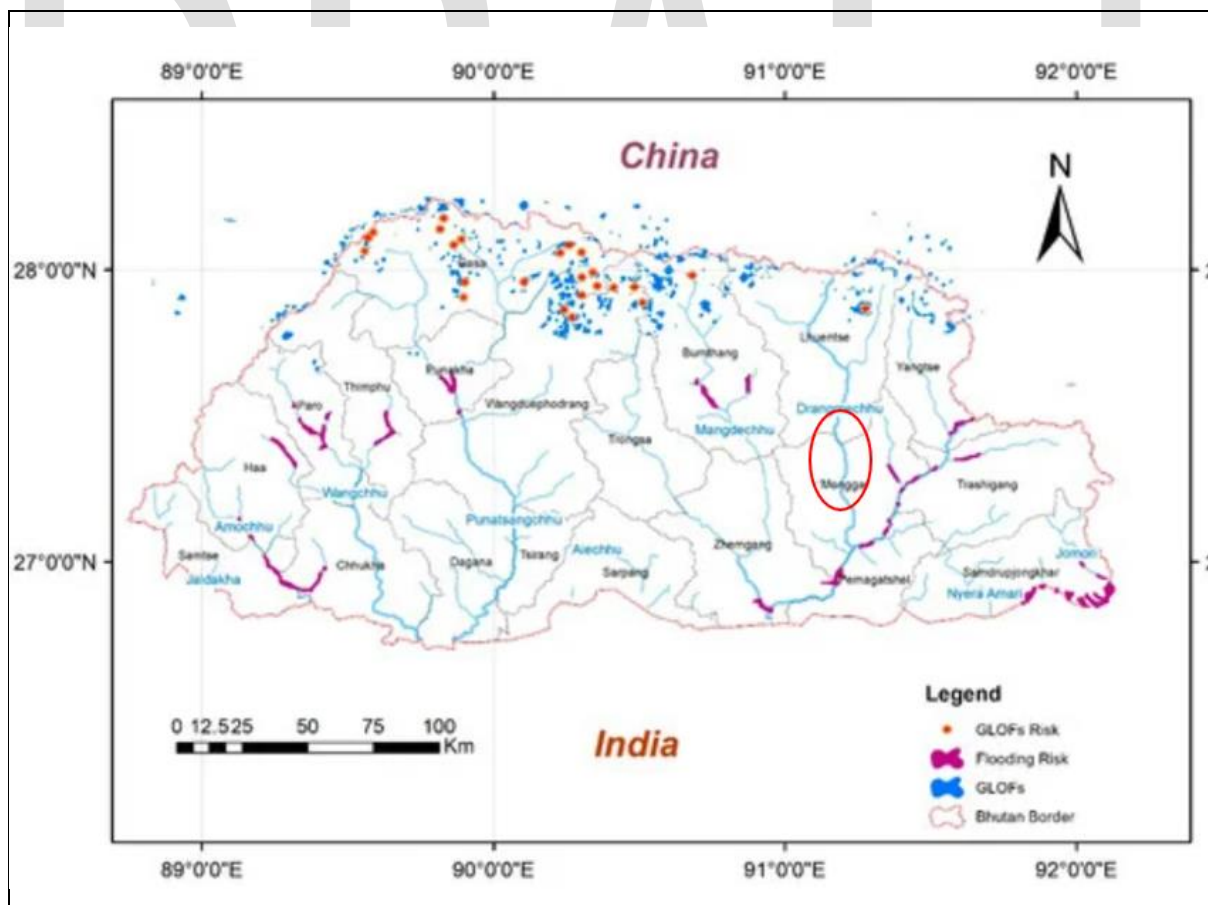 89°0'0"E 90°0'0"E 91°0'0"E 92°0'0"E
China
N
28°0'0"N
Gasa
Lhuentse
Bumthang
Yangtse
Punakha
Thimphu
Paro
Wangduephodrang
Mangdechhu
Trongsa
Haa
Wangchhu
Trashigang
Punatsangchhu
Amochhu
Aiechhu
Zhemgang
Jomori
27°0'0"N
Samtse
Chhukha
Dagana
Tsirang
Sarpang
Samdrupjongkhar
Jaldakha
Pemagatshel
Nyera Amari
Legend
0 12.5 25 50 75 100
Km
India
GLOFs Risk
Flooding Risk
GLOFs
Bhutan Border
89°0'0"E 90°0'0"E 91°0'0"E 92°0'0"E